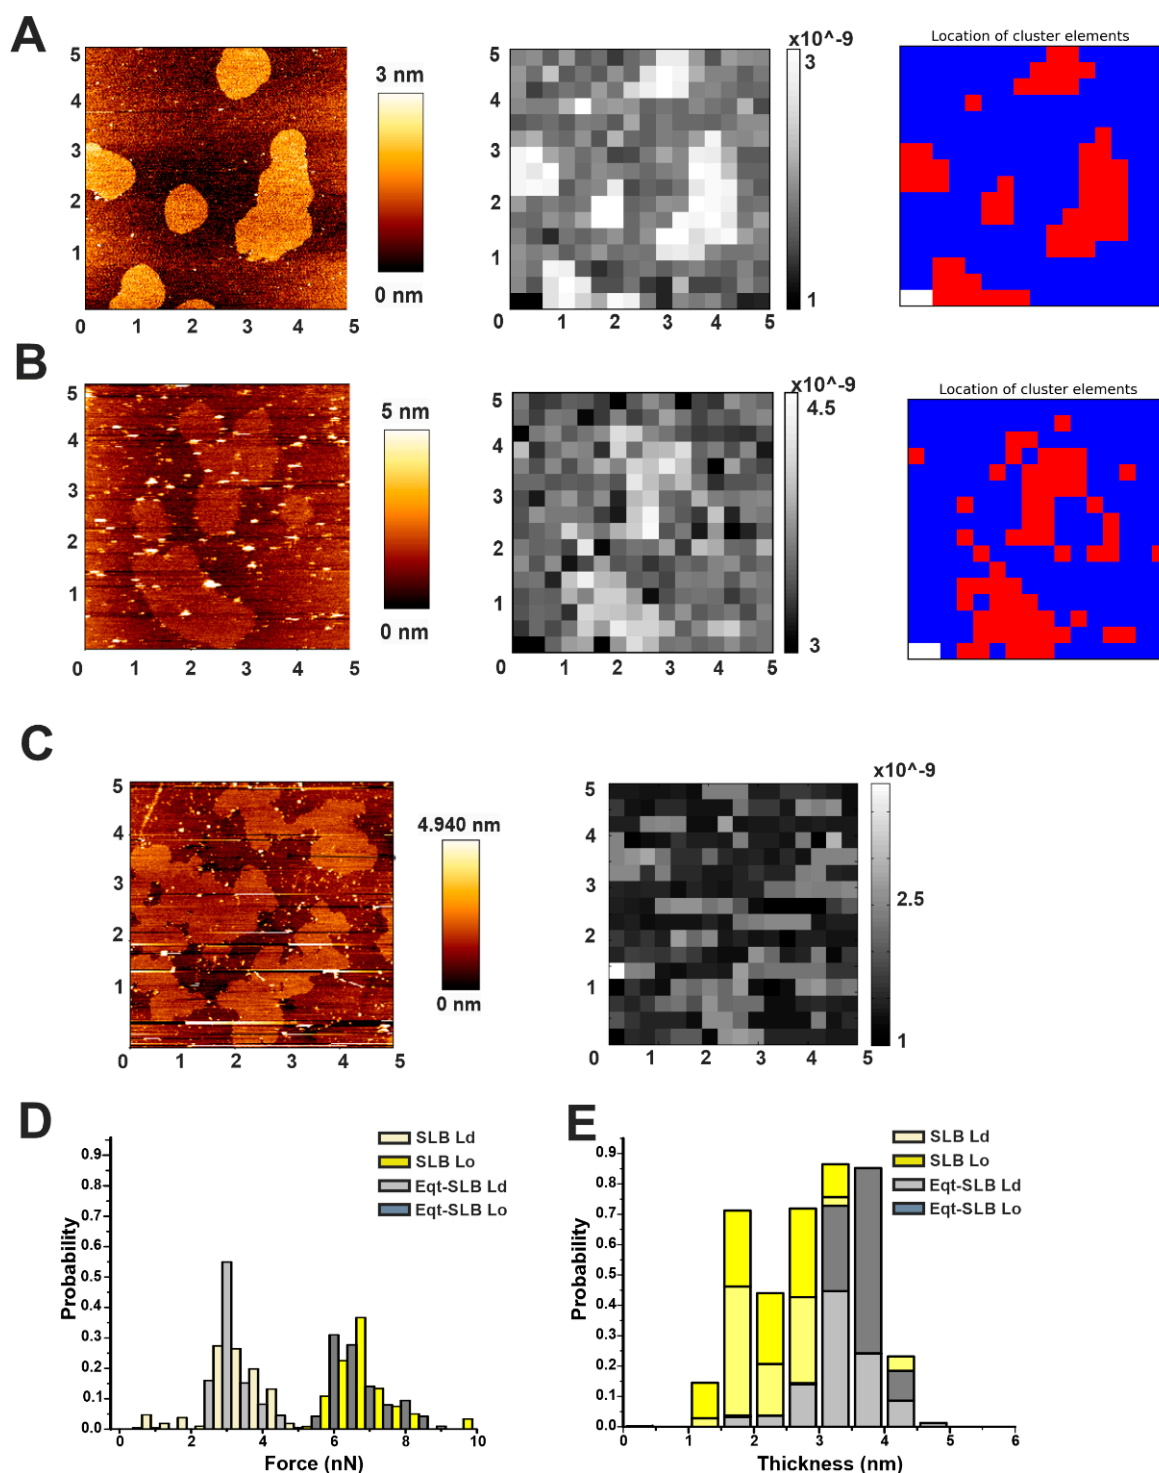 A
5
4
3
2
1
0 1 2 3 4 5
3 nm
0 nm
5
4
3
2
1
0 1 2 3 4 5
x10^-9
3
1
Location of cluster elements
B
5
4
3
2
1
0 1 2 3 4 5
5 nm
0 nm
5
4
3
2
1
0 1 2 3 4 5
x10^-9
4.5
3
Location of cluster elements
C
5
4
3
2
1
0 1 2 3 4 5
4.940 nm
0 nm
5
4
3
2
1
0 1 2 3 4 5
x10^-9
2.5
1
D
SLB Ld
SLB Lo
Eqt-SLB Ld
Eqt-SLB Lo
Probability
0.9
0.8
0.7
0.6
0.5
0.4
0.3
0.2
0.1
0.0
0 2 4 6 8 10
Force (nN)
E
SLB Ld
SLB Lo
Eqt-SLB Ld
Eqt-SLB Lo
Probability
0.9
0.8
0.7
0.6
0.5
0.4
0.3
0.2
0.1
0.0
0 1 2 3 4 5 6
Thickness (nm)